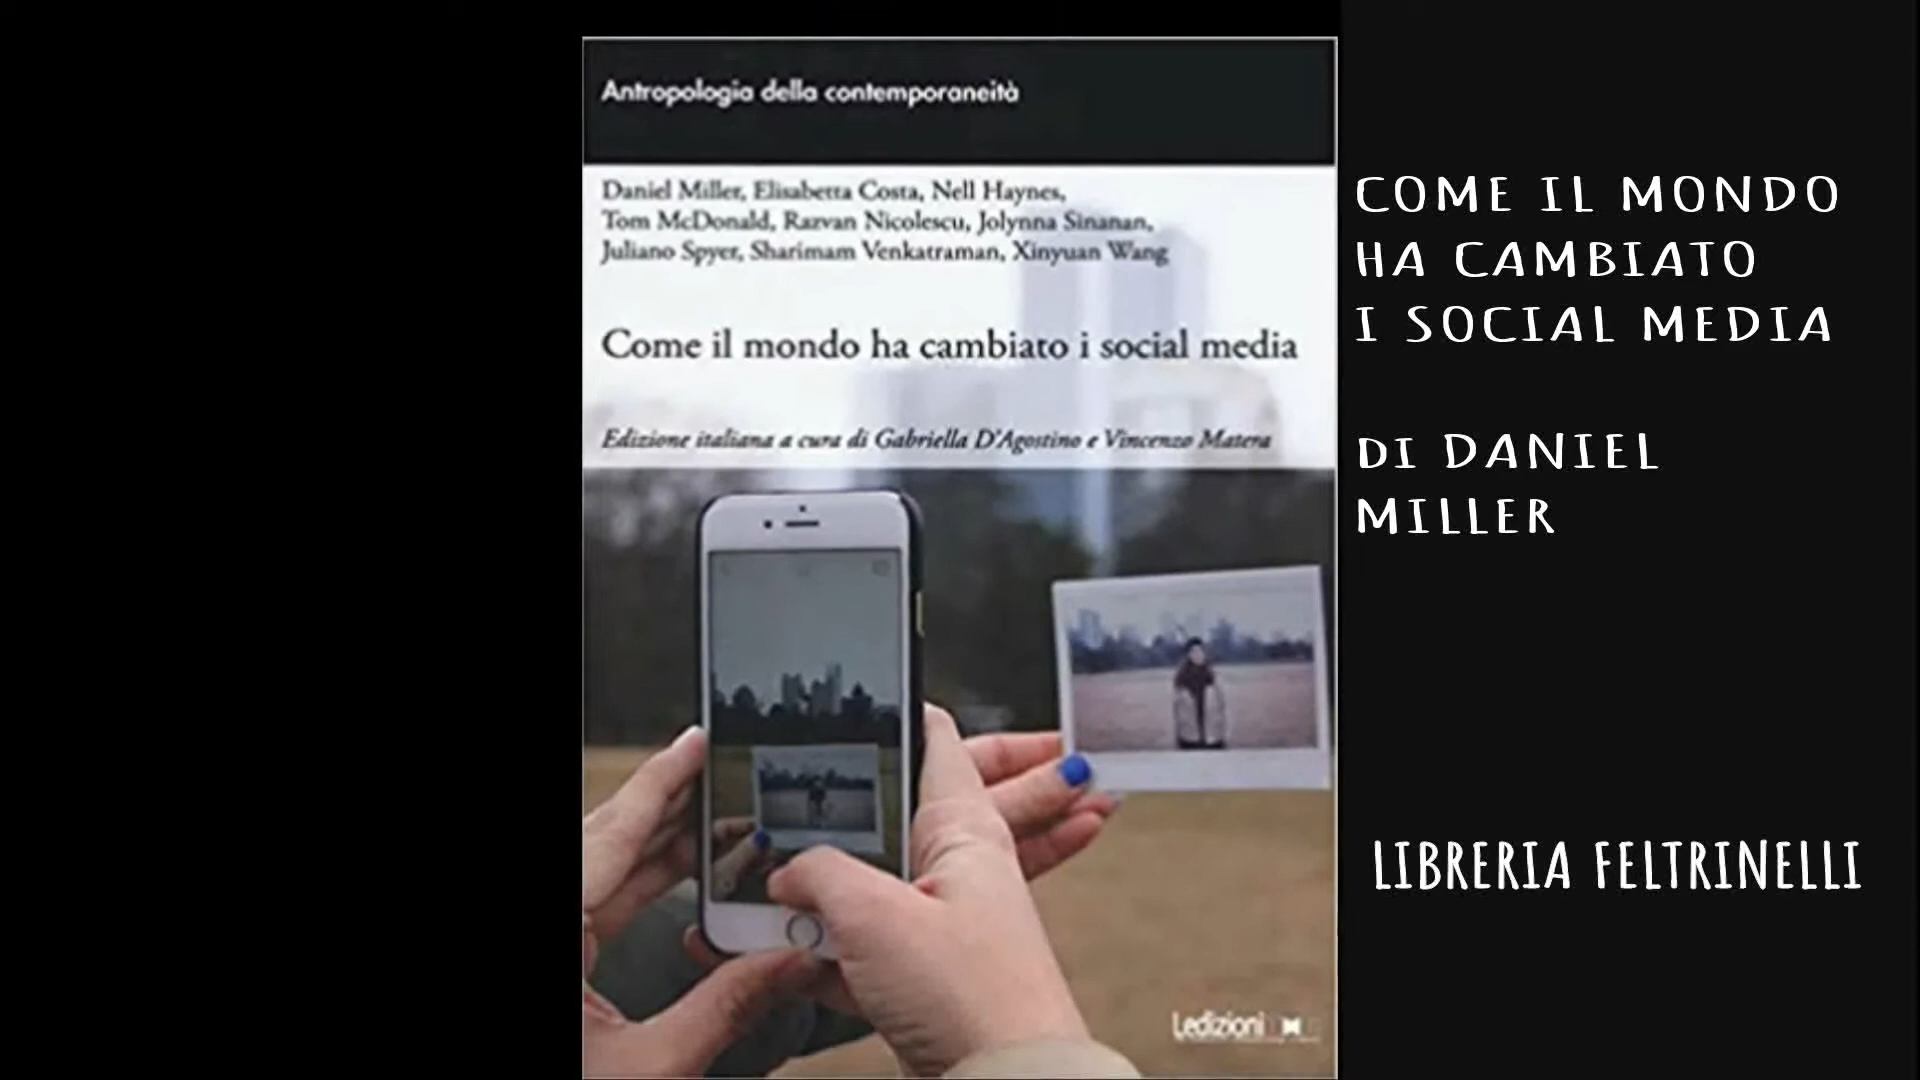 Antropologia della contemporaneità
Daniel Miller, Elisabetta Costa, Nell Haynes,
Tom McDonald, Razvan Nicolescu, Jolynna Sinanan,
Juliano Spyer, Sharimam Venkatraman, Xinyuan Wang
Come il mondo ha cambiato i social media
Edizione italiana a cura di Gabriella D'Agostino e Vincenzo Matera
Ledizioni
COME IL MONDO
HA CAMBIATO
I SOCIAL MEDIA
DI DANIEL
MILLER
LIBRERIA FELTRINELLI